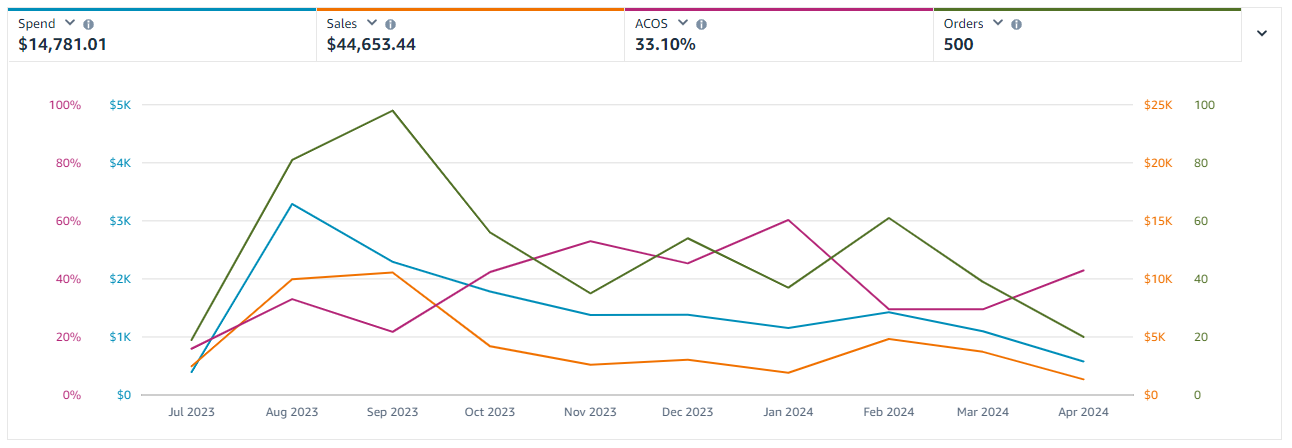 Spend Sales ACOS Orders
$14,781.01 $44,653.44 33.10% 500
100% $5K $25K 100
80% $4K $20K 80
60% $3K $15K 60
40% $2K $10K 40
20% $1K $5K 20
0% $0 $0 0
Jul 2023 Aug 2023 Sep 2023 Oct 2023 Nov 2023 Dec 2023 Jan 2024 Feb 2024 Mar 2024 Apr 2024